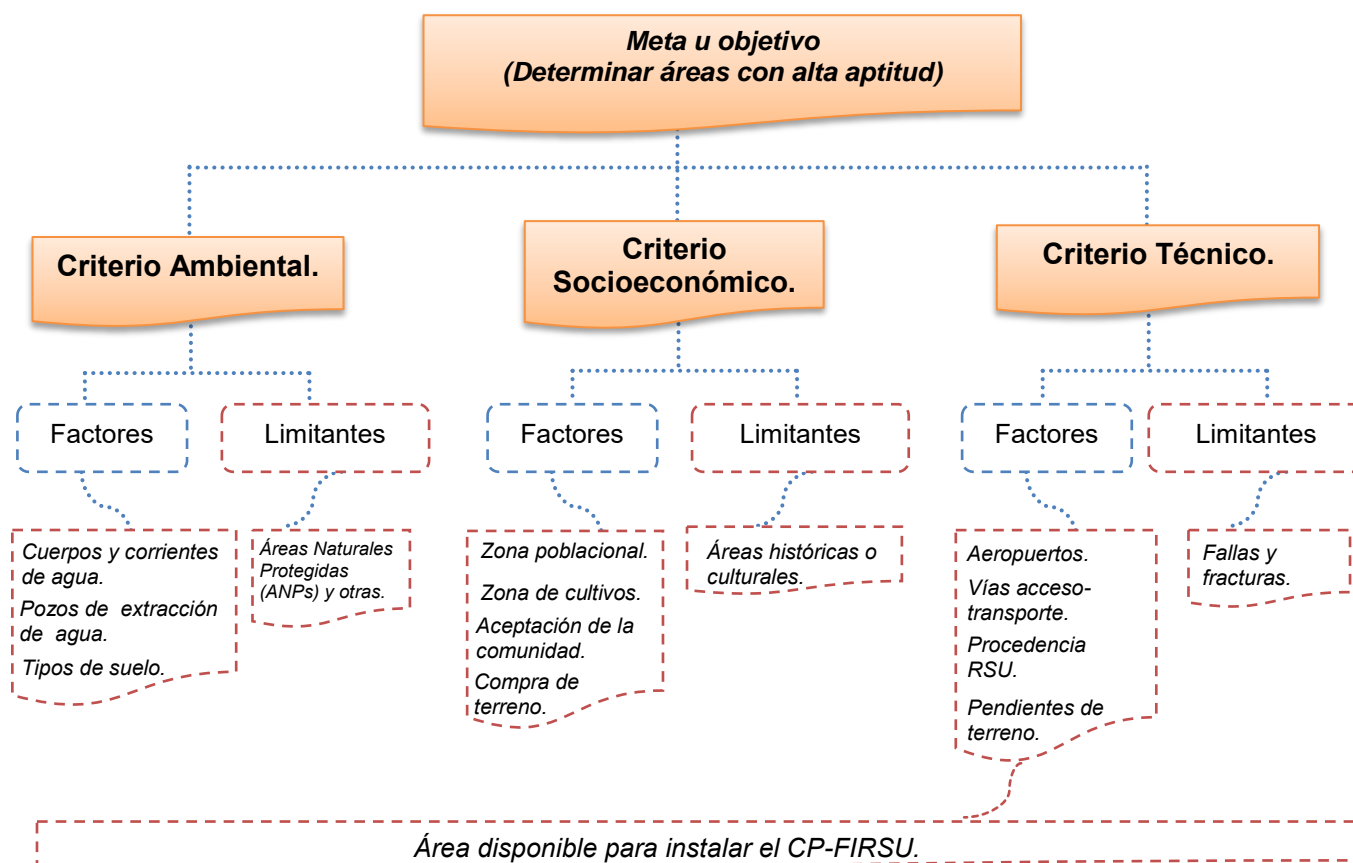 Meta u objetivo
(Determinar áreas con alta aptitud)
Criterio Ambiental.
Criterio
Socioeconómico.
Criterio Técnico.
Factores
Limitantes
Factores
Limitantes
Factores
Limitantes
Cuerpos y corrientes
de agua.
Pozos de extracción
de agua.
Tipos de suelo.
Áreas Naturales
Protegidas
(ANPs) y otras.
Zona poblacional.
Zona de cultivos.
Aceptación de la
comunidad.
Compra de
terreno.
Áreas históricas o
culturales.
Aeropuertos.
Vías acceso-
transporte.
Procedencia
RSU.
Pendientes de
terreno.
Fallas y
fracturas.
Área disponible para instalar el CP-FIRSU.